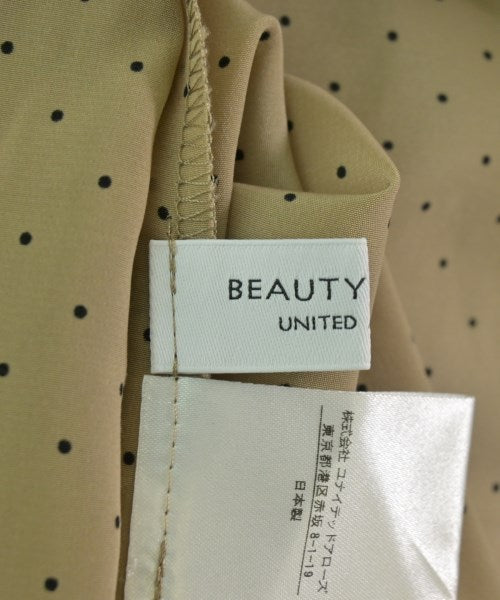 BEAUTY
UNITED
株式会社 ユナイテッドアローズ
東京都港区赤坂 8-1-19
日本製